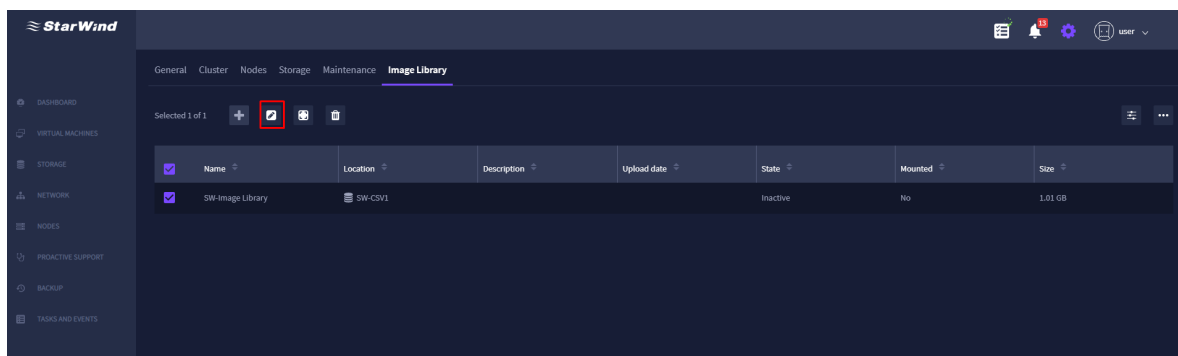 StarWind
13
user
General Cluster Nodes Storage Maintenance Image Library
DASHBOARD
Selected 1 of 1
VIRTUAL MACHINES
STORAGE
Name Location Description Upload date State Mounted Size
NETWORK
SW-Image Library SW-CSV1 Inactive No 1.01 GB
NODES
PROACTIVE SUPPORT
BACKUP
TASKS AND EVENTS